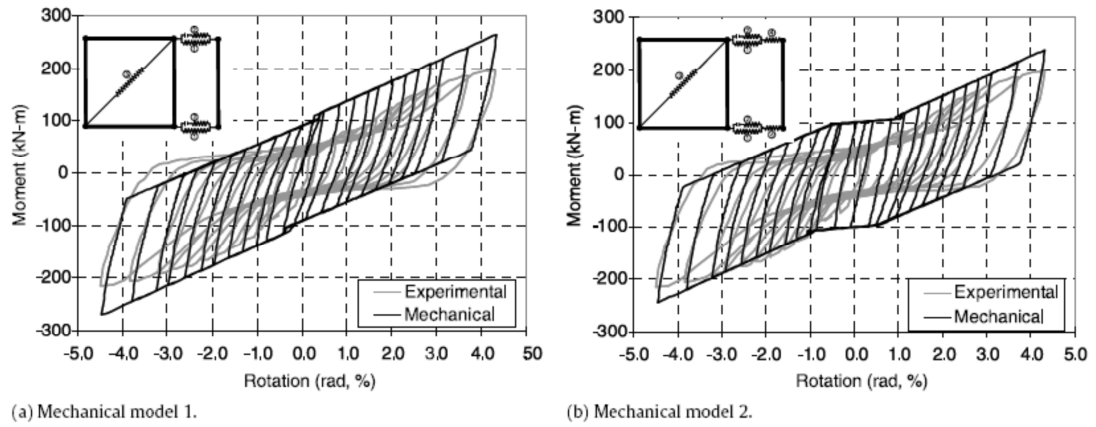 300
200
100
0
-100
-200
-300
Moment (kN-m)
Experimental
Mechanical
-5.0 -4.0 -3.0 -2.0 -1.0 0.0 1.0 2.0 3.0 4.0 50
Rotation (rad, %)
(a) Mechanical model 1.
300
200
100
0
-100
-200
-300
Moment (kN-m)
Experimental
Mechanical
-5.0 -4.0 -3.0 -2.0 -1.0 0.0 1.0 2.0 3.0 4.0 5.0
Rotation (rad, %)
(b) Mechanical model 2.